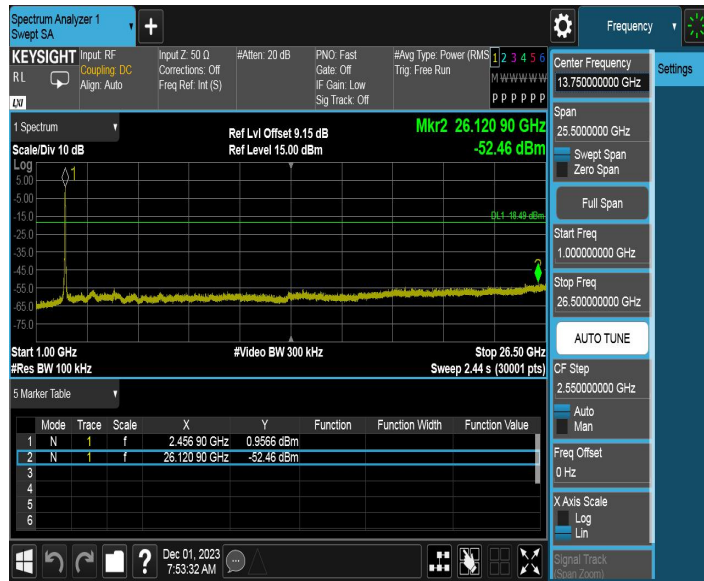 Spectrum Analyzer 1
Swept SA
+
Frequency
KEYSIGHT Input: RF Input Z: 50 Ω #Atten: 20 dB PNO: Fast #Avg Type: Power (RMS 1 2 3 4 5 6
RL Coupling: DC Corrections: Off Gate: Off Trig: Free Run M W W W W W
Align: Auto Freq Ref: Int (S) IF Gain: Low
Sig Track: Off P P P P P P
LXI
1 Spectrum
Scale/Div 10 dB
Ref Lvl Offset 9.15 dB
Ref Level 15.00 dBm
Mkr2 26.120 90 GHz
-52.46 dBm
Log
1
5.00
-5.00
-15.0
DL1 -18.49 dBm
-25.0
-35.0
-45.0
-55.0
-65.0
-75.0
Start 1.00 GHz #Video BW 300 kHz Stop 26.50 GHz
#Res BW 100 kHz Sweep 2.44 s (30001 pts)
5 Marker Table
Mode Trace Scale X Y Function Function Width Function Value
1 N 1 f 2.456 90 GHz 0.9566 dBm
2 N 1 f 26.120 90 GHz -52.46 dBm
3
4
5
6
? Dec 01, 2023
7:53:32 AM
Center Frequency
13.750000000 GHz
Settings
Span
25.5000000 GHz
Swept Span
Zero Span
Full Span
Start Freq
1.000000000 GHz
Stop Freq
26.500000000 GHz
AUTO TUNE
CF Step
2.550000000 GHz
Auto
Man
Freq Offset
0 Hz
X Axis Scale
Log
Lin
Signal Track
(Span Zoom)